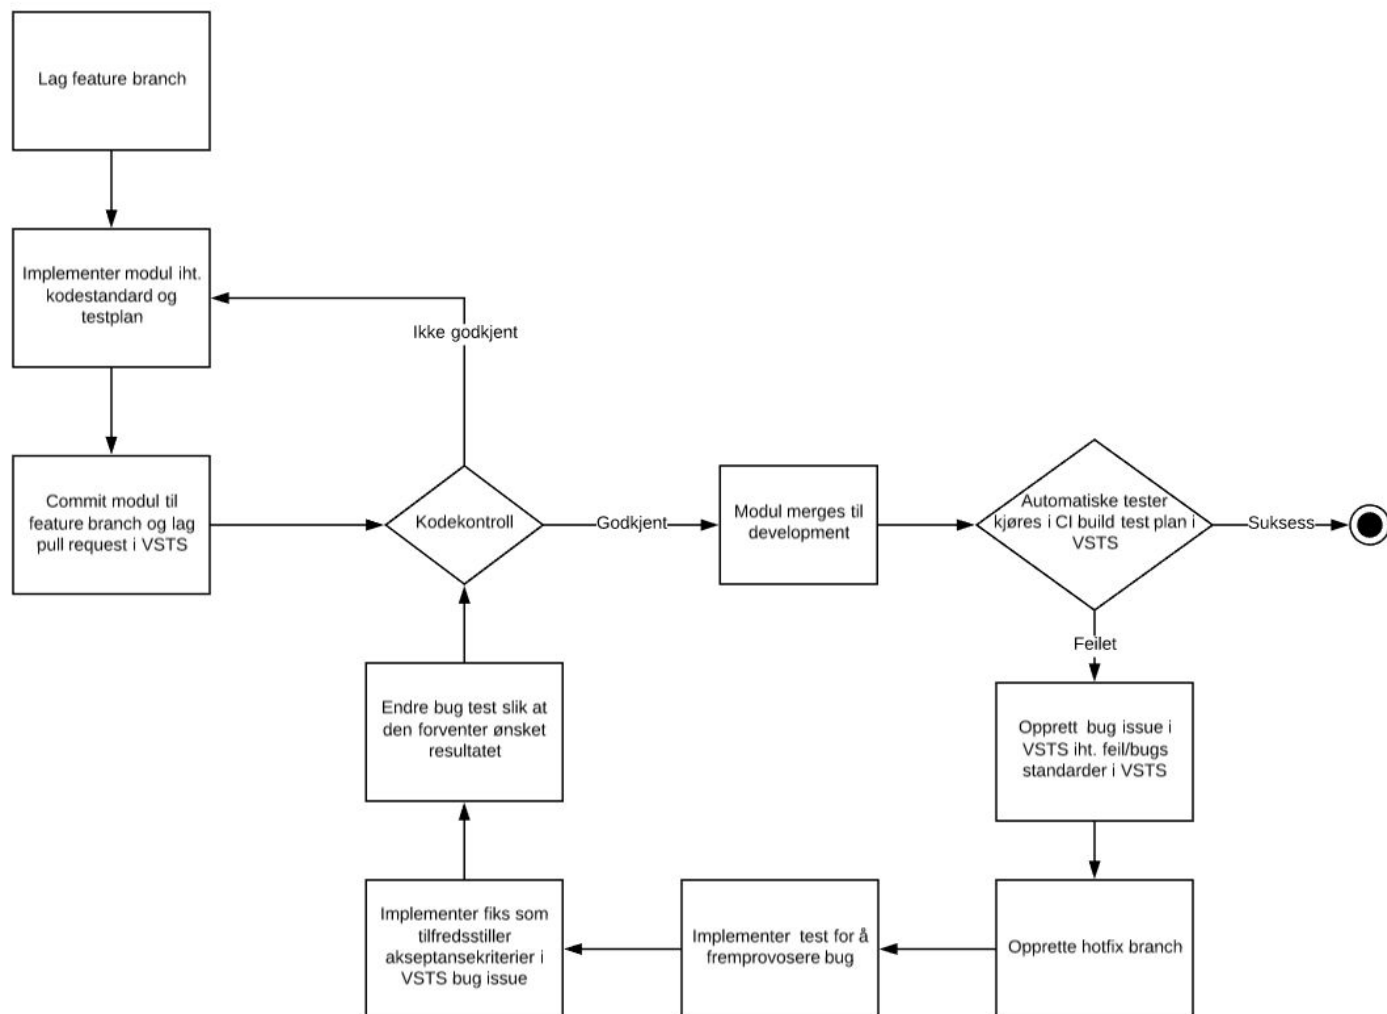 Lag feature branch
Implementer modul iht.
kodestandard og
testplan
Ikke godkjent
Commit modul til
feature branch og lag
pull request i VSTS
Kodekontroll
Godkjent
Modul merges til
development
Automatiske tester
kjøres i CI build test plan i
VSTS
Suksess
Feilet
Opprett bug issue i
VSTS iht. feil/bugs
standarder i VSTS
Opprette hotfix branch
Implementer test for å
fremprovosere bug
Implementer fiks som
tilfredsstiller
akseptansekriterier i
VSTS bug issue
Endre bug test slik at
den forventer ønsket
resultatet